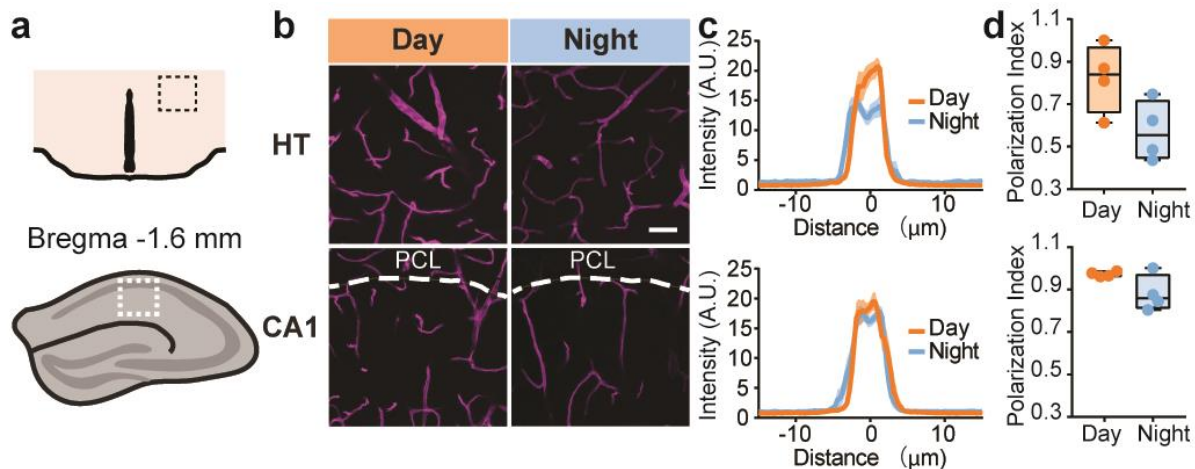 a
Bregma -1.6 mm
b
Day Night
HT
CA1
PCL PCL
c
Intensity (A.U.)
25
20
15
10
5
0
Day
Night
-10 0 10
Distance (μm)
Intensity (A.U.)
25
20
15
10
5
0
Day
Night
-10 0 10
Distance (μm)
d
Polarization Index
1.1
0.9
0.7
0.5
0.3
Day Night
Polarization Index
1.1
0.9
0.7
0.5
0.3
Day Night